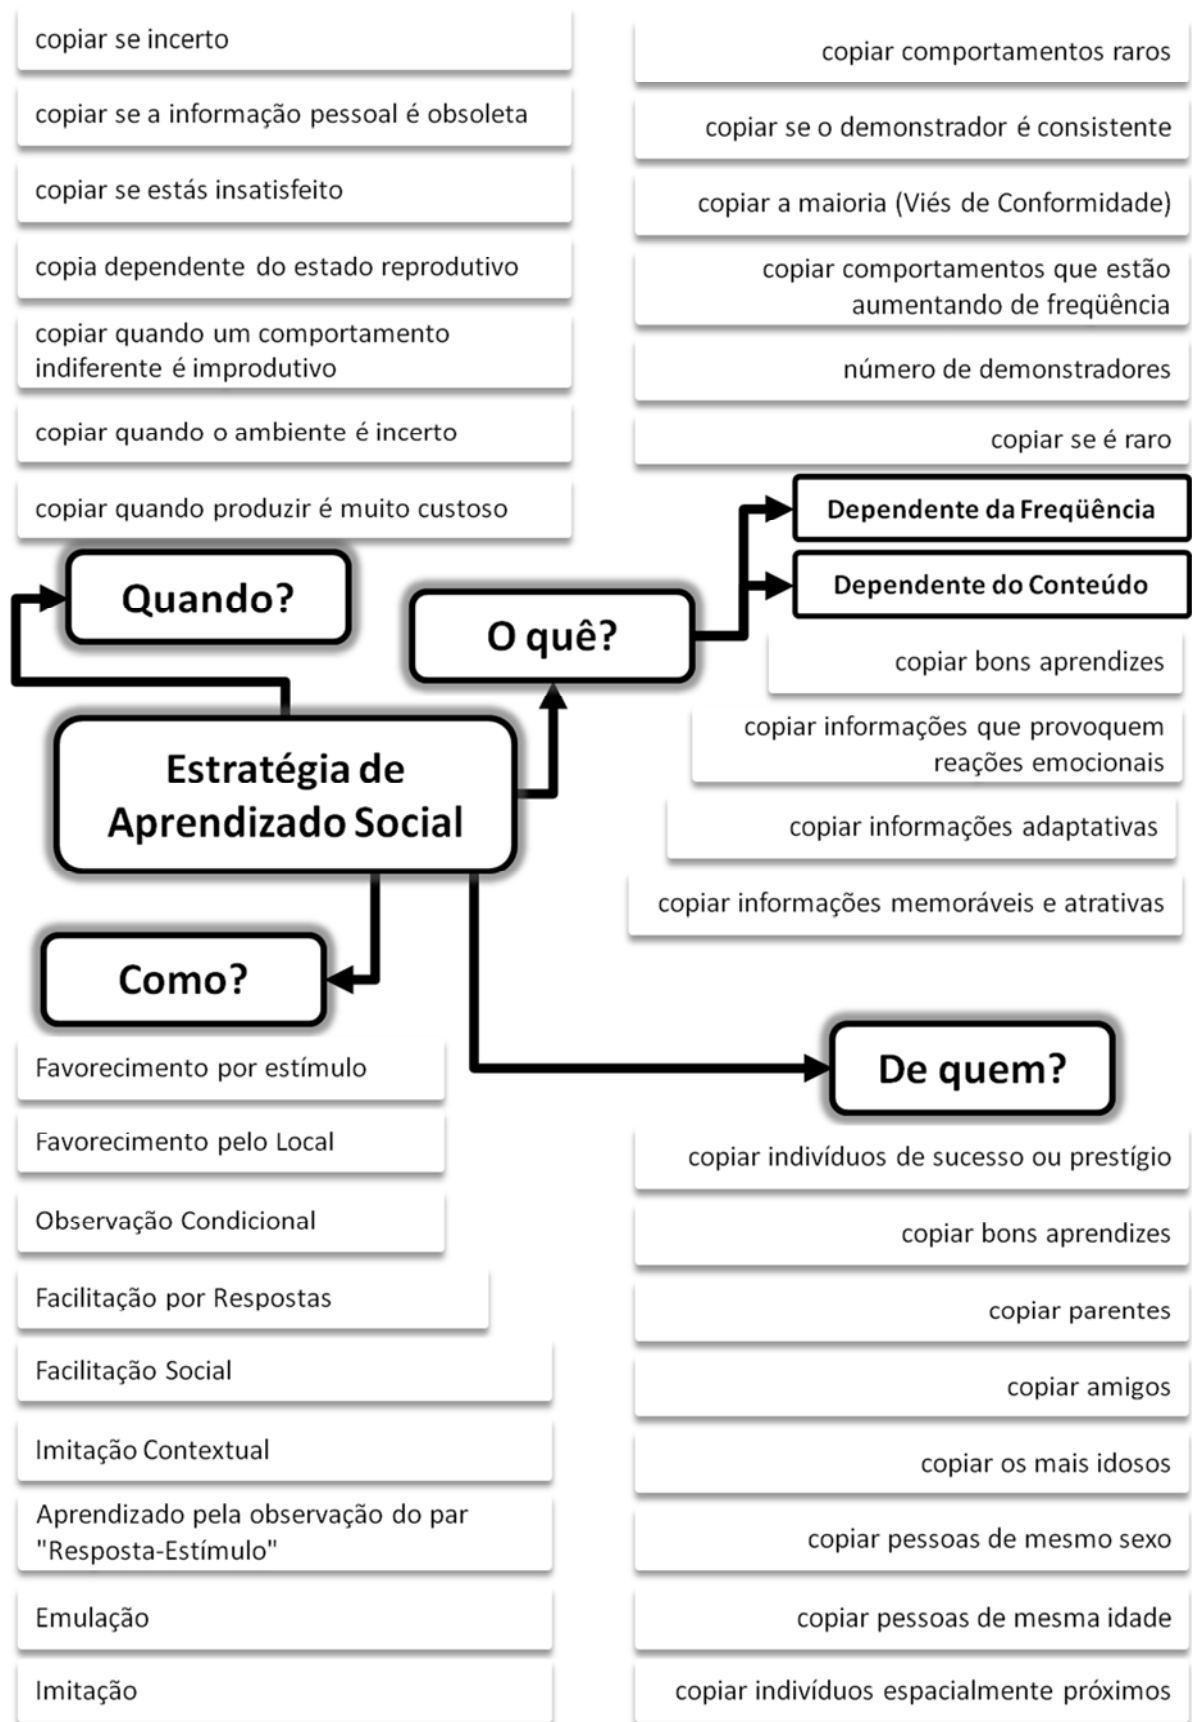 copiar se incerto
copiar se a informação pessoal é obsoleta
copiar se estás insatisfeito
copia dependente do estado reprodutivo
copiar quando um comportamento
indiferente é improdutivo
copiar quando o ambiente é incerto
copiar quando produzir é muito custoso
Quando?
copiar comportamentos raros
copiar se o demonstrador é consistente
copiar a maioria (Viés de Conformidade)
copiar comportamentos que estão
aumentando de freqüência
número de demonstradores
copiar se é raro
Dependente da Freqüência
Dependente do Conteúdo
O quê?
copiar bons aprendizes
copiar informações que provoquem
reações emocionais
copiar informações adaptativas
copiar informações memoráveis e atrativas
Estratégia de
Aprendizado Social
Como?
Favorecimento por estímulo
Favorecimento pelo Local
Observação Condicional
Facilitação por Respostas
Facilitação Social
Imitação Contextual
Aprendizado pela observação do par
"Resposta-Estímulo"
Emulação
Imitação
De quem?
copiar indivíduos de sucesso ou prestígio
copiar bons aprendizes
copiar parentes
copiar amigos
copiar os mais idosos
copiar pessoas de mesmo sexo
copiar pessoas de mesma idade
copiar indivíduos espacialmente próximos